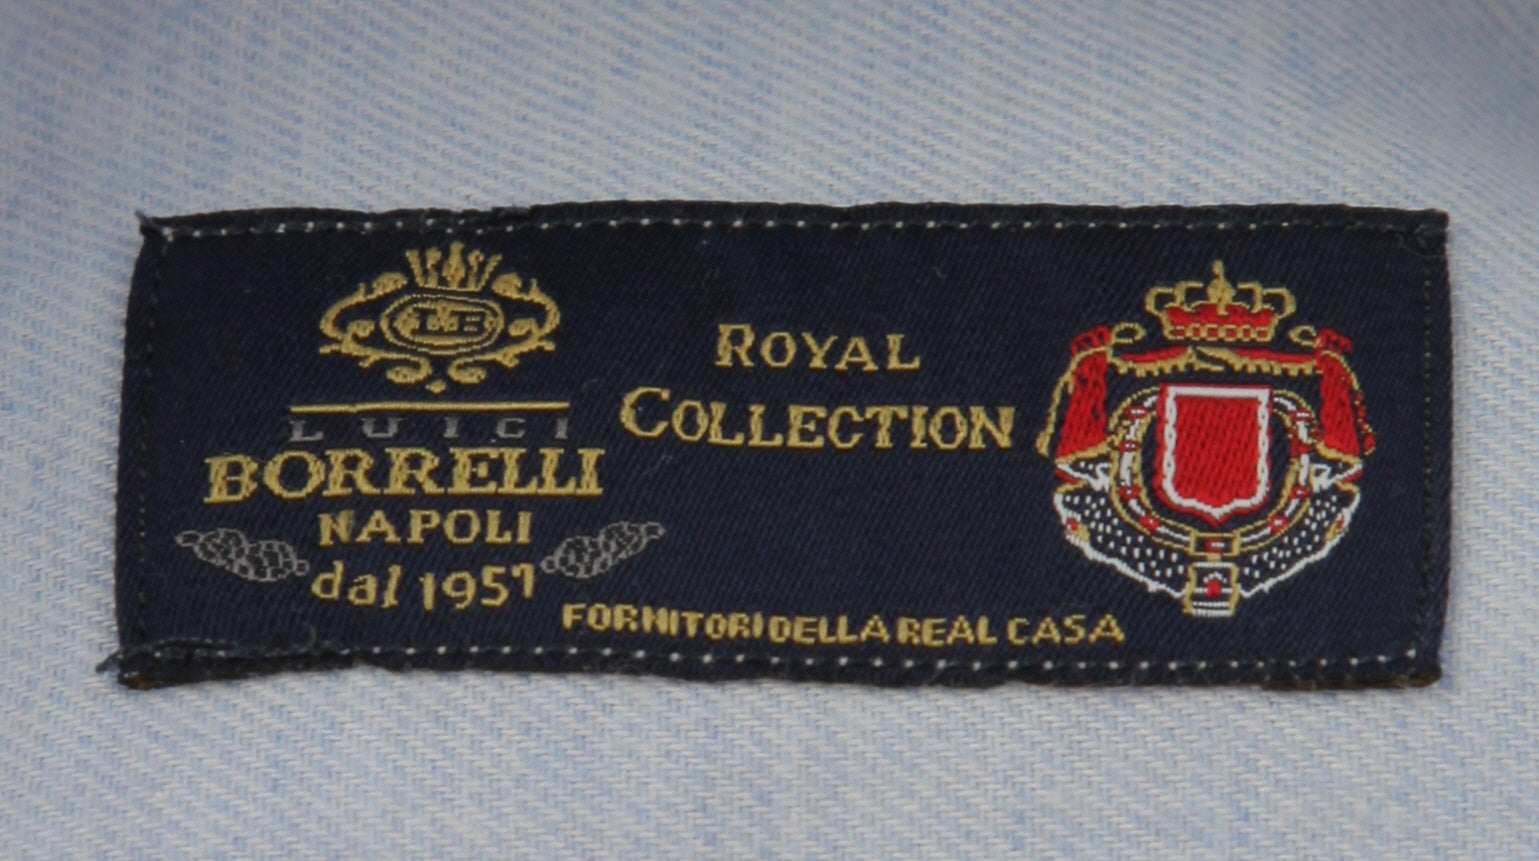 LUIGI
BORRELLI
NAPOLI
dal 1957
ROYAL
COLLECTION
FORNITORI DELLA REAL CASA